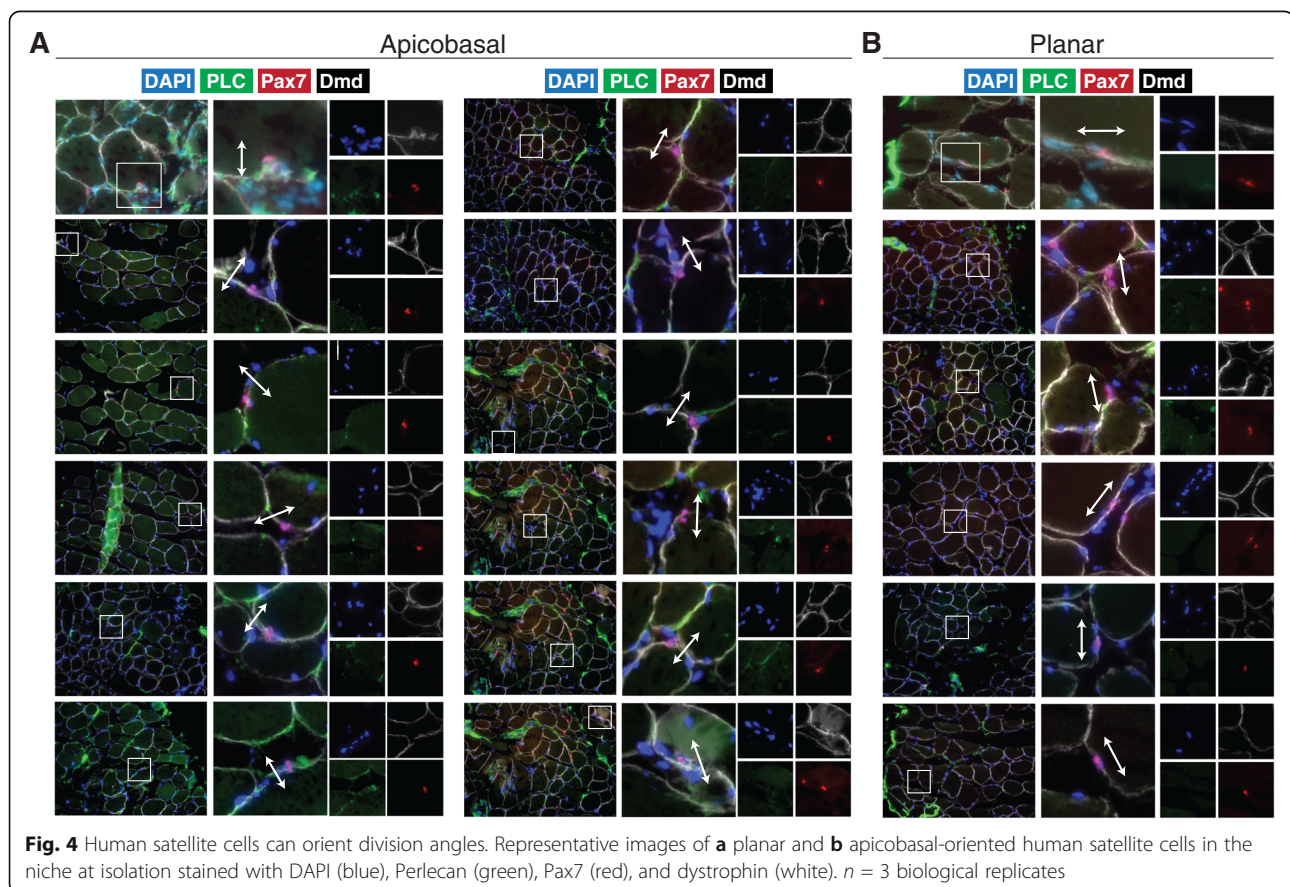 A
Apicobasal
B
Planar
DAPI PLC Pax7 Dmd
DAPI PLC Pax7 Dmd
DAPI PLC Pax7 Dmd
Fig. 4 Human satellite cells can orient division angles. Representative images of a planar and b apicobasal-oriented human satellite cells in the
niche at isolation stained with DAPI (blue), Perlecan (green), Pax7 (red), and dystrophin (white). n = 3 biological replicates